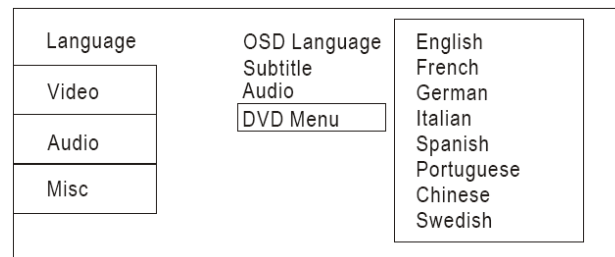 Language
Video
Audio
Misc
OSD Language
Subtitle
Audio
DVD Menu
English
French
German
Italian
Spanish
Portuguese
Chinese
Swedish